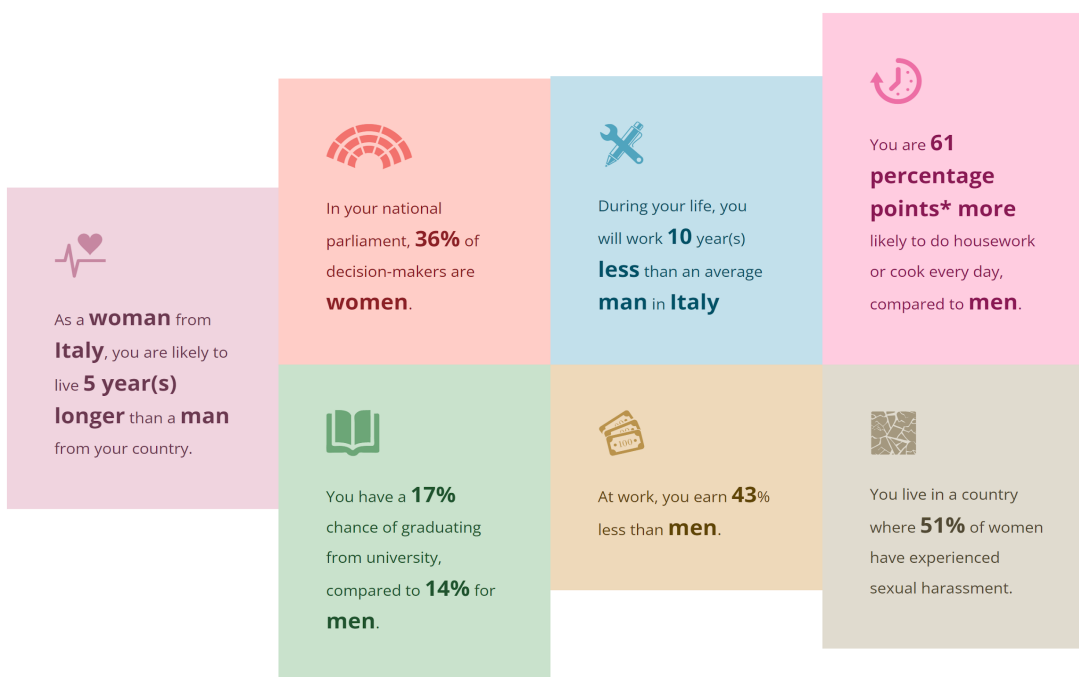 As a woman from
Italy, you are likely to
live 5 year(s)
longer than a man
from your country.
In your national
parliament, 36% of
decision-makers are
women.
You have a 17%
chance of graduating
from university,
compared to 14% for
men.
During your life, you
will work 10 year(s)
less than an average
man in Italy
At work, you earn 43%
less than men.
You are 61
percentage
points* more
likely to do housework
or cook every day,
compared to men.
You live in a country
where 51% of women
have experienced
sexual harassment.